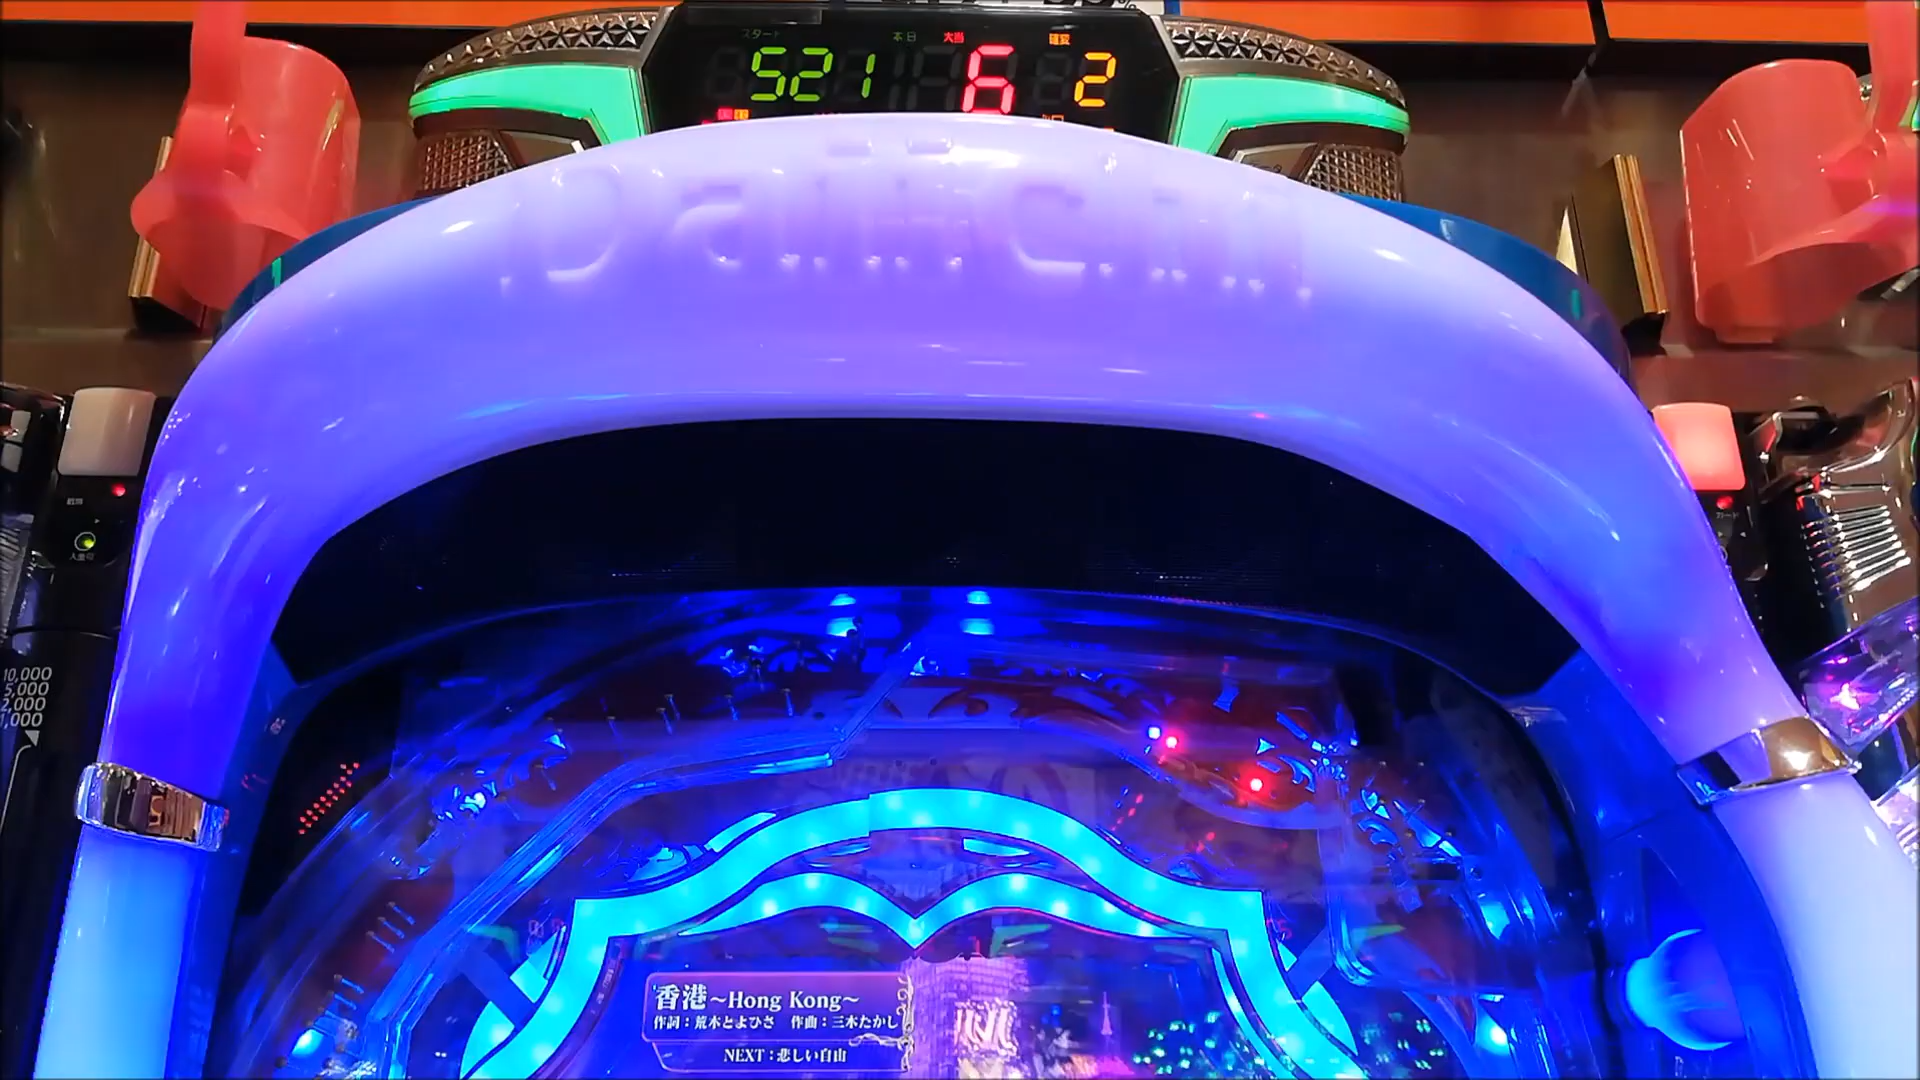 スタート 本日 大当 確変
521 6 2
Daiichi
10,000
5,000
2,000
1,000
香港～Hong Kong～
作詞：荒木とよひさ 作曲：三木たかし
NEXT：悲しい自由